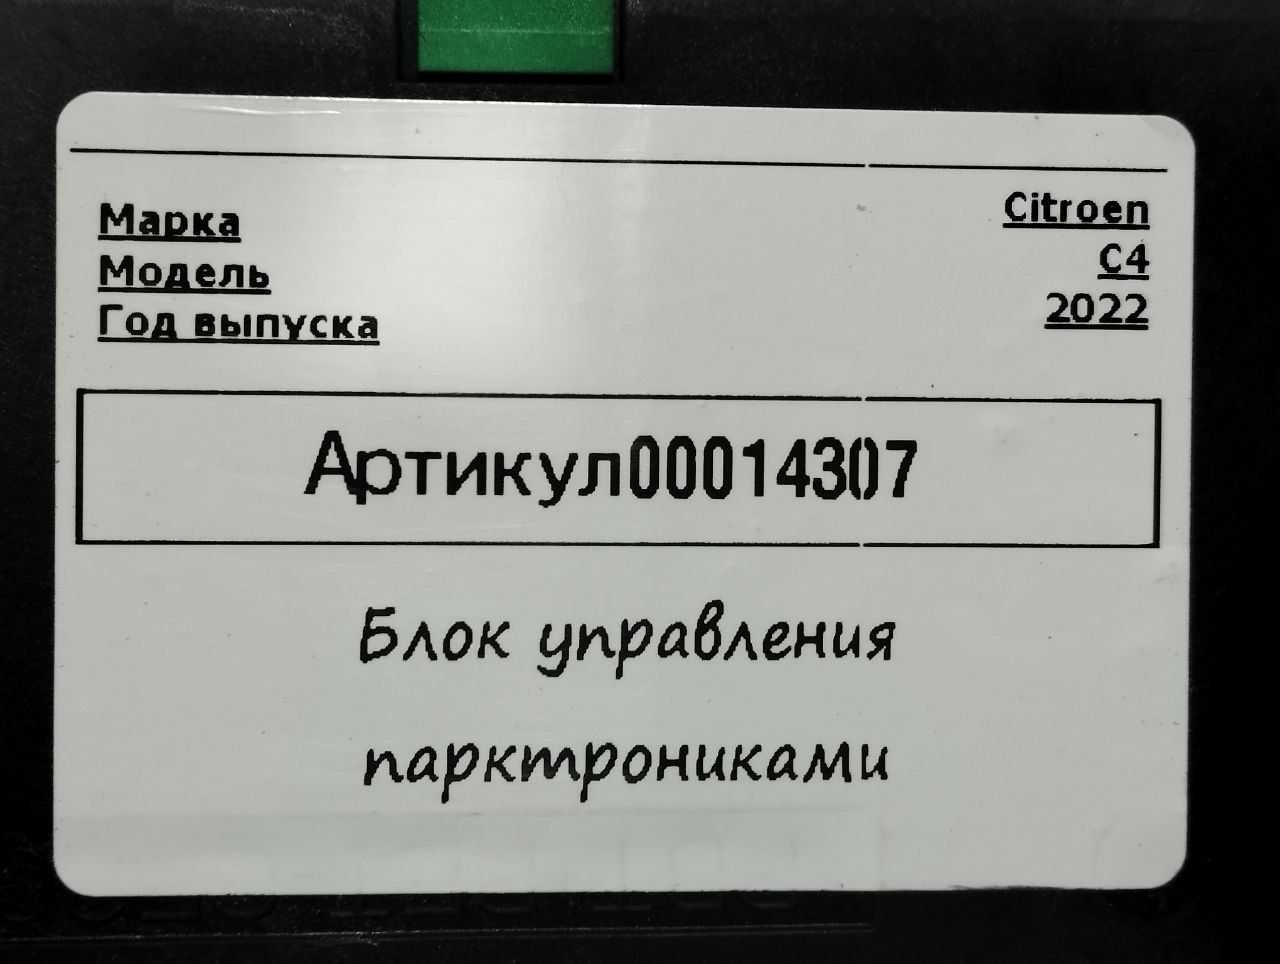 Марка Citroen
Модель C4
Год выпуска 2022
Артикул00014307
Блок управления
парктрониками